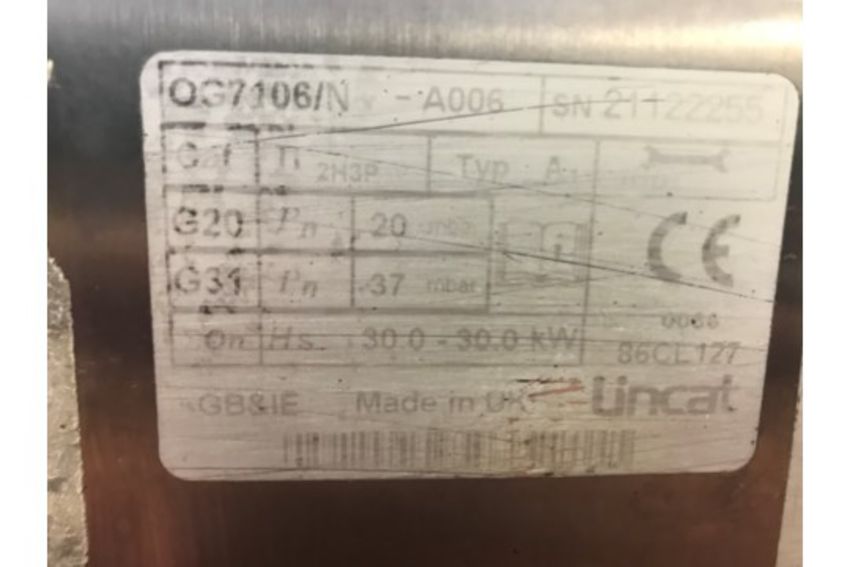 OG7106/N - A006 SN 21122255
Cat II 2H3P Typ A1
G20 Pn 20 mbar
G31 Pn 37 mbar
Qn Hs 30.0 - 30.0 kW 86CL127
GB&IE Made in UK Lincat
CE